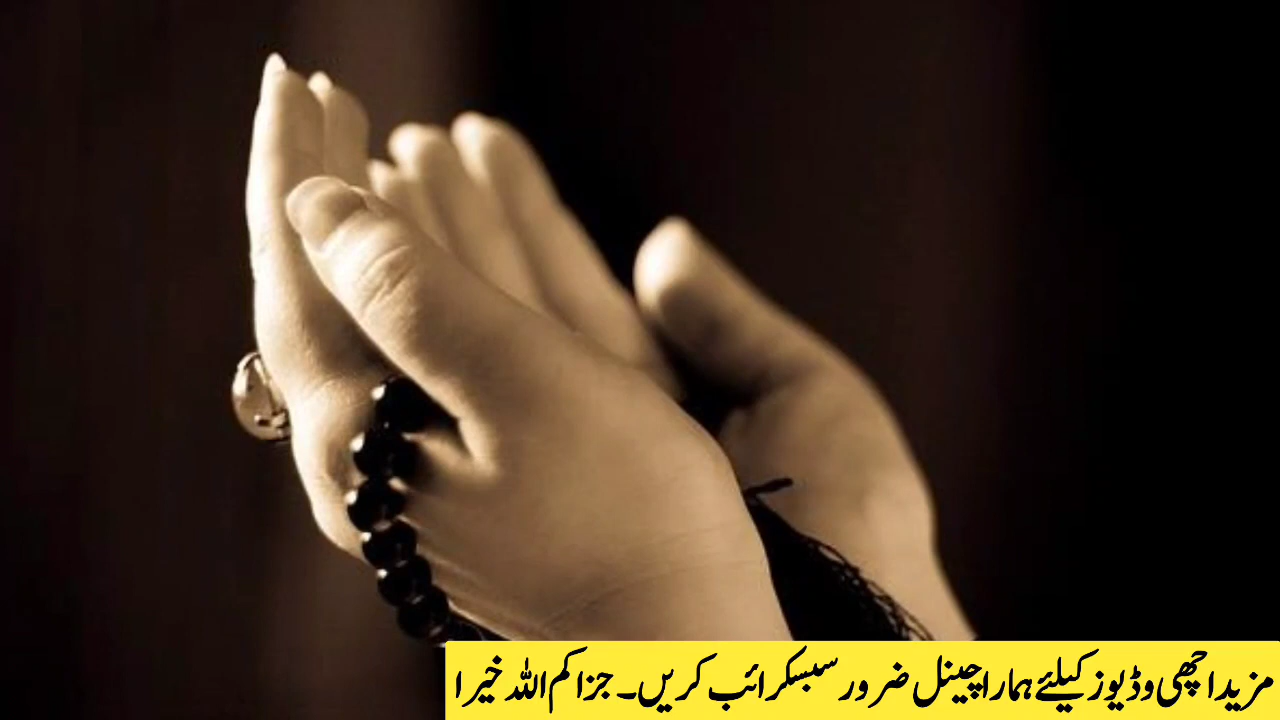 مزید اچھی وڈیوز کیلئے ہمارا چینل ضرور سبسکرائب کریں۔ جزاکم اللہ خیرا